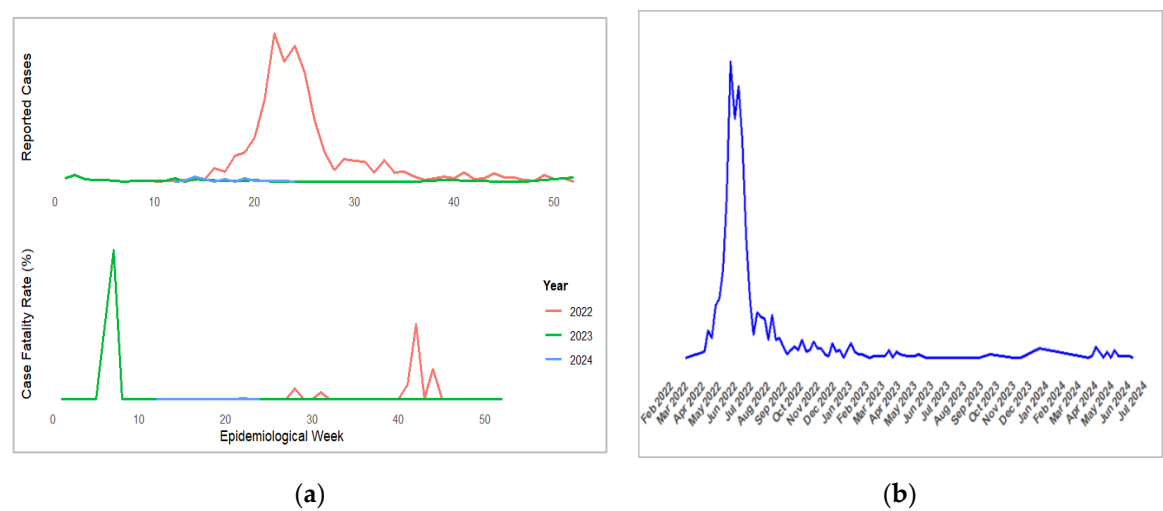 Reported Cases
0 10 20 30 40 50
Case Fatality Rate (%)
Year
2022
2023
2024
0 10 20 30 40 50
Epidemiological Week
(a)
Feb 2022
Mar 2022
Apr 2022
May 2022
Jun 2022
Jul 2022
Aug 2022
Sep 2022
Oct 2022
Nov 2022
Dec 2022
Jan 2023
Feb 2023
Mar 2023
Apr 2023
May 2023
Jun 2023
Jul 2023
Aug 2023
Sep 2023
Oct 2023
Nov 2023
Dec 2023
Jan 2024
Feb 2024
Mar 2024
Apr 2024
May 2024
Jun 2024
Jul 2024
(b)